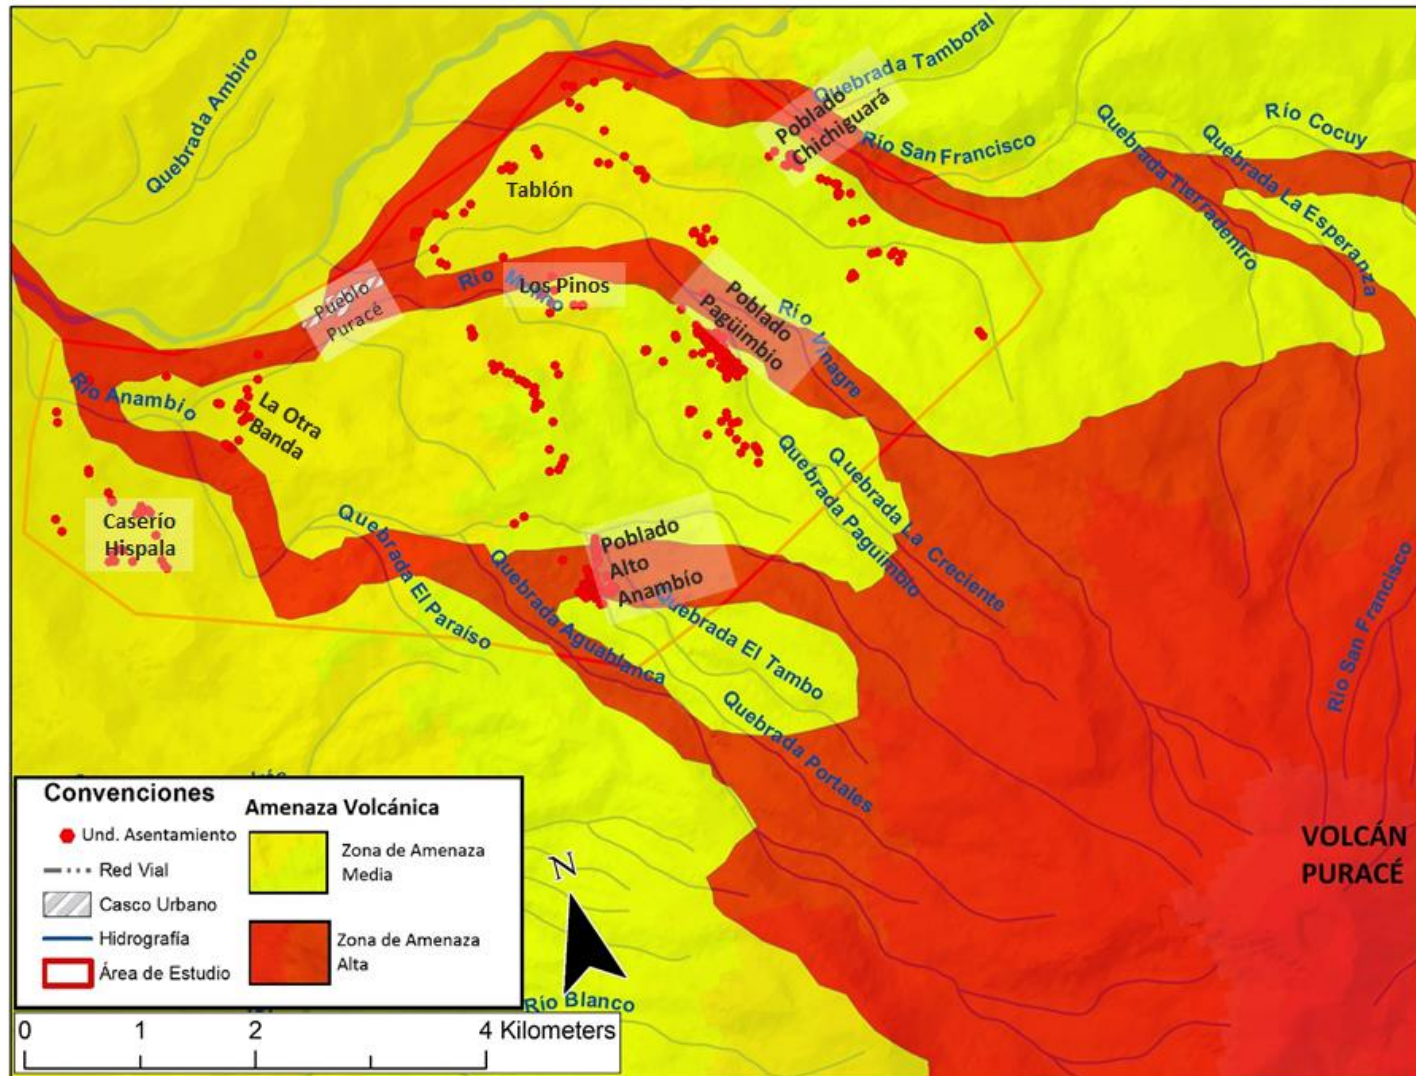 Quebrada Ambiro
Quebrada Tamboral
Poblado
Chichiguará
Río San Francisco
Quebrada Tierradentro
Quebrada La Esperanza
Río Cocuy
Tablón
Río
Los Pinos
Pueblo
Puracé
Poblado
Pagüimbio
Río Vinagre
Río Anambío
La Otra
Banda
Caserío
Hispala
Quebrada El Paraíso
Quebrada Aguablanca
Poblado
Alto
Anambío
Quebrada El Tambo
Quebrada Portales
Quebrada Paguimbio
Quebrada La Creciente
Río San Francisco
VOLCÁN
PURACÉ
Río Blanco
Convenciones
Und. Asentamiento
Red Vial
Casco Urbano
Hidrografía
Área de Estudio
Amenaza Volcánica
Zona de Amenaza
Media
Zona de Amenaza
Alta
N
0 1 2 4 Kilometers